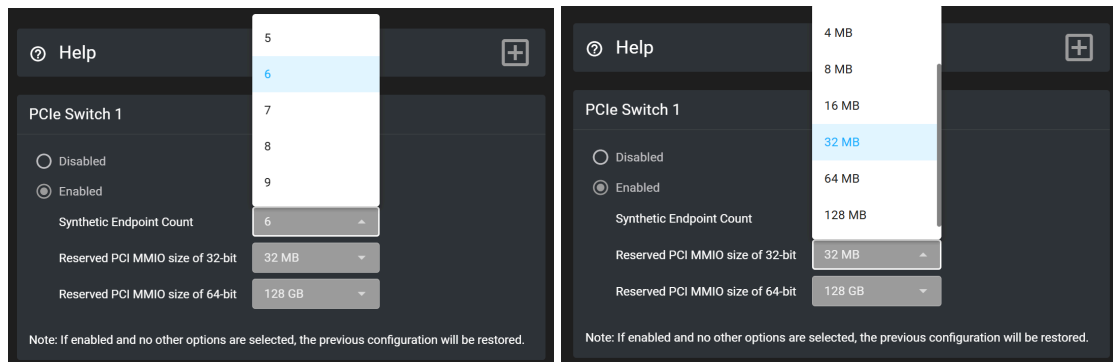 Help
PCIe Switch 1
Disabled
Enabled
5
6
7
8
9
Synthetic Endpoint Count 6
Reserved PCI MMIO size of 32-bit 32 MB
Reserved PCI MMIO size of 64-bit 128 GB
Note: If enabled and no other options are selected, the previous configuration will be restored.
Help
PCIe Switch 1
Disabled
Enabled
4 MB
8 MB
16 MB
32 MB
64 MB
128 MB
Synthetic Endpoint Count
Reserved PCI MMIO size of 32-bit 32 MB
Reserved PCI MMIO size of 64-bit 128 GB
Note: If enabled and no other options are selected, the previous configuration will be restored.